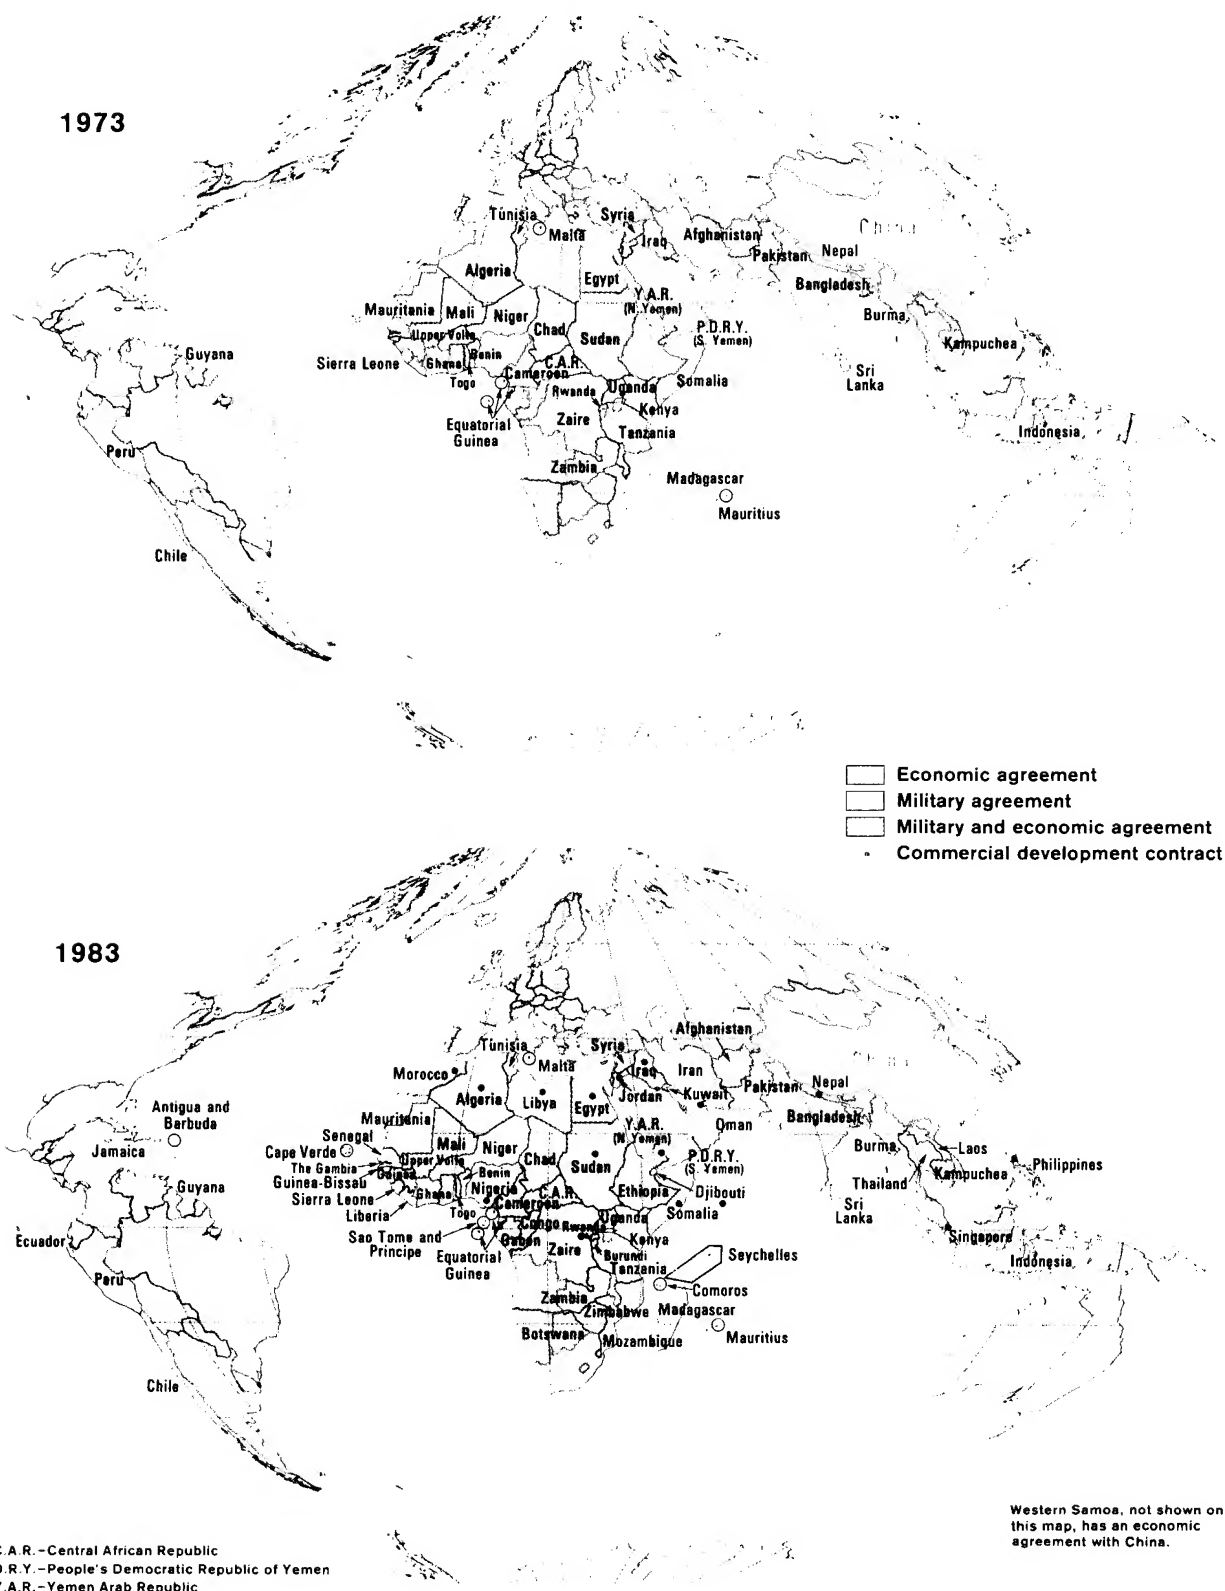 1973
Tunisia
Malta
Syria
Iraq
Afghanistan
Pakistan
Nepal
China
Bangladesh
Algeria
Egypt
Y.A.R.
(N. Yemen)
P.D.R.Y.
(S. Yemen)
Burma
Kampuchea
Mauritania
Mali
Niger
Chad
Sudan
Upper Volta
Sierra Leone
Ghana
Benin
Togo
C.A.R.
Cameroon
Guyana
Rwanda
Uganda
Somalia
Sri
Lanka
Kenya
Equatorial
Guinea
Zaire
Tanzania
Indonesia
Peru
Zambia
Madagascar
Mauritius
Chile
Economic agreement
Military agreement
Military and economic agreement
Commercial development contract
1983
Afghanistan
Tunisia
Malta
Syria
Iraq
Iran
Morocco
Algeria
Libya
Egypt
Jordan
Kuwait
Pakistan
Nepal
Bangladesh
Antigua and
Barbuda
Jamaica
Mauritania
Senegal
Cape Verde
The Gambia
Guinea-Bissau
Guinea
Sierra Leone
Liberia
Mali
Niger
Chad
Sudan
Upper Volta
Benin
Nigeria
Ghana
Togo
C.A.R.
Cameroon
Y.A.R.
(N. Yemen)
Oman
P.D.R.Y.
(S. Yemen)
Ethiopia
Djibouti
Somalia
Burma
Laos
Thailand
Kampuchea
Philippines
Guyana
Ecuador
Sao Tome and
Principe
Equatorial
Guinea
Congo
Gabon
Rwanda
Uganda
Kenya
Zaire
Burundi
Tanzania
Seychelles
Comoros
Sri
Lanka
Singapore
Indonesia
Peru
Zambia
Zimbabwe
Madagascar
Botswana
Mozambique
Mauritius
Chile
Western Samoa, not shown on
this map, has an economic
agreement with China.
C.A.R.–Central African Republic
D.R.Y.–People's Democratic Republic of Yemen
Y.A.R.–Yemen Arab Republic